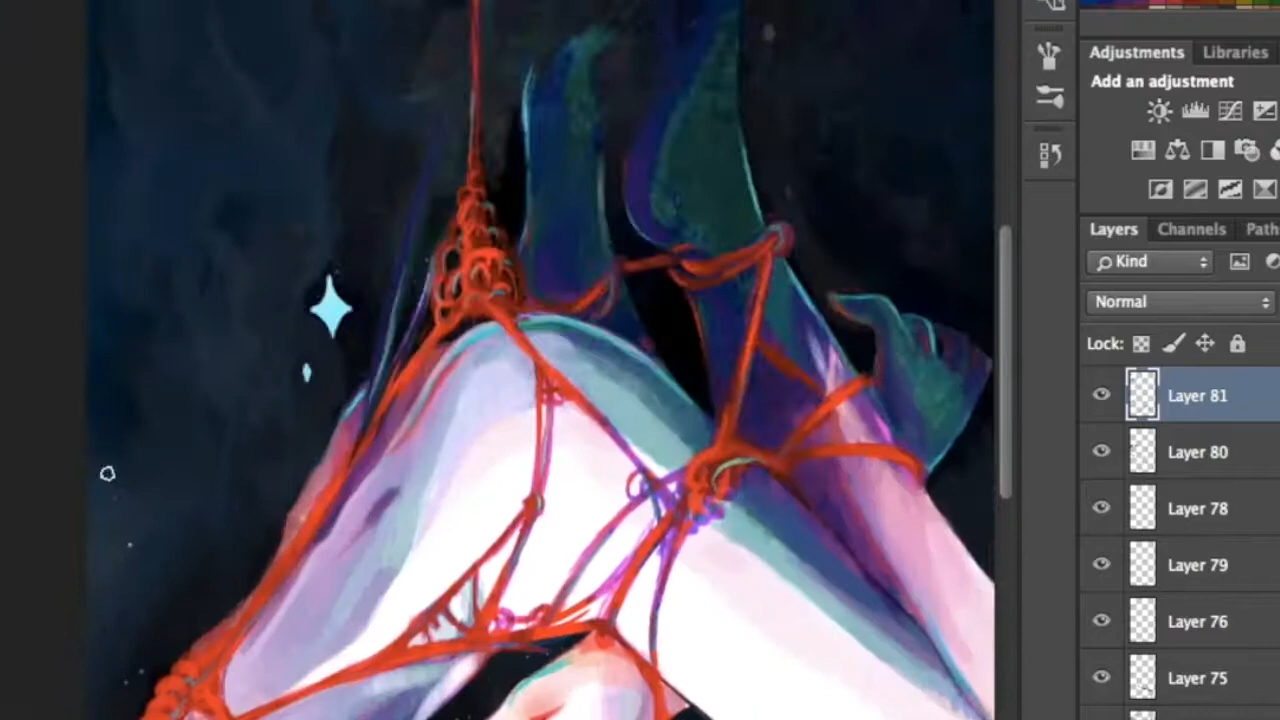 Adjustments Libraries
Add an adjustment
Layers Channels Path
Kind
Normal
Lock:
Layer 81
Layer 80
Layer 78
Layer 79
Layer 76
Layer 75